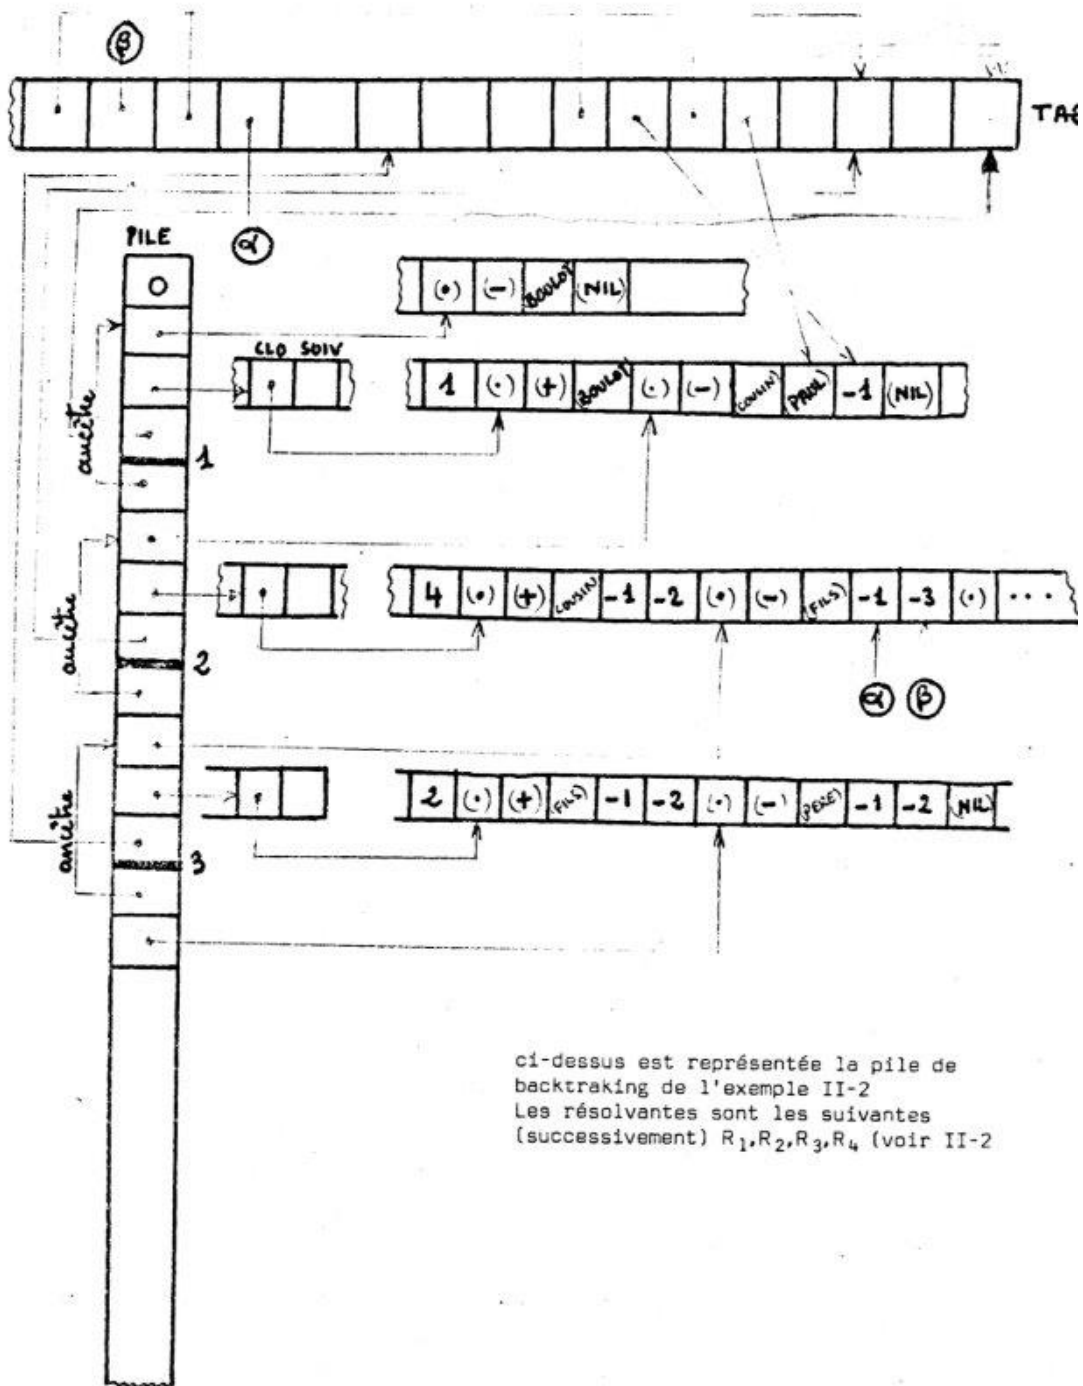 β
TAB
PILE
α
O
(•) (-) BOULOT (NIL)
CLO SUIV
1 (•) (+) BOULOT (•) (-) COUSIN PAUL) -1 (NIL)
ancêtre
1
4 (•) (+) COUSIN -1 -2 (•) (-) (FILS) -1 -3 (•) ...
ancêtre
2
α β
2 (•) (+) (FILS) -1 -2 (•) (-) (PERE) -1 -2 (NIL)
ancêtre
3
ci-dessus est représentée la pile de
backtraking de l'exemple II-2
Les résolvantes sont les suivantes
(successivement) R₁,R₂,R₃,R₄ (voir II-2